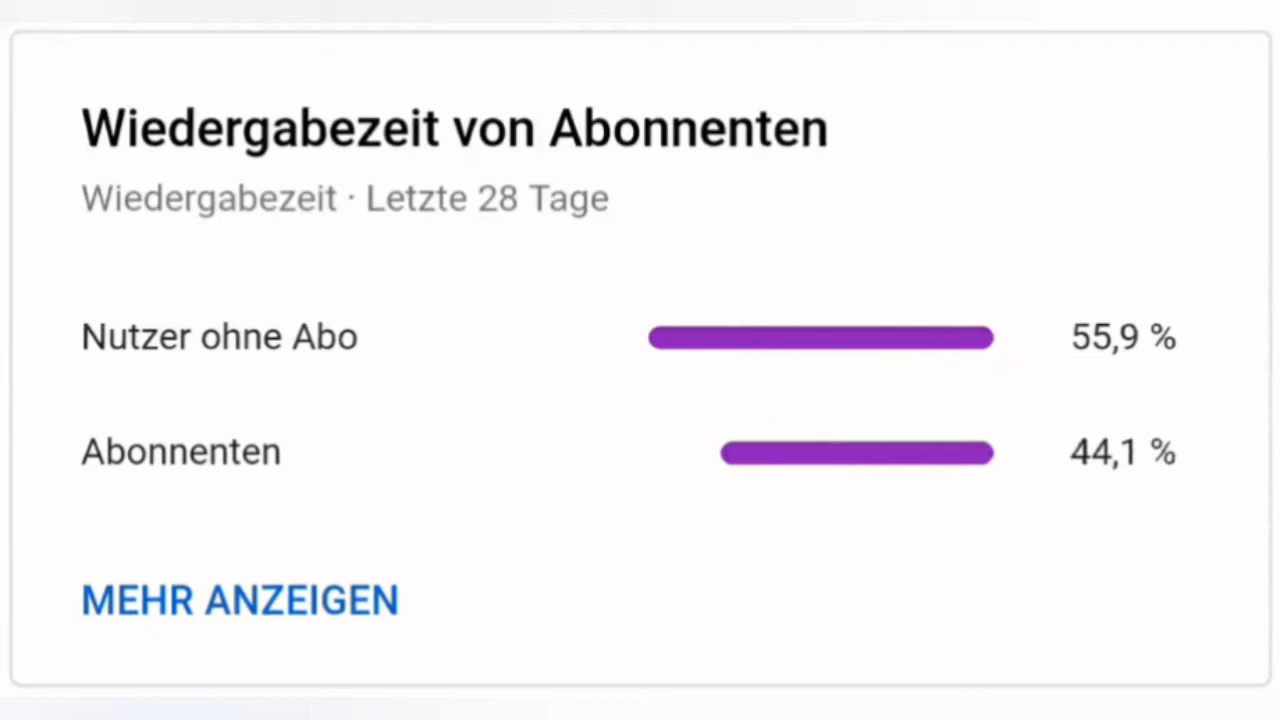 Wiedergabezeit von Abonnenten
Wiedergabezeit · Letzte 28 Tage
Nutzer ohne Abo 55,9 %
Abonnenten 44,1 %
MEHR ANZEIGEN